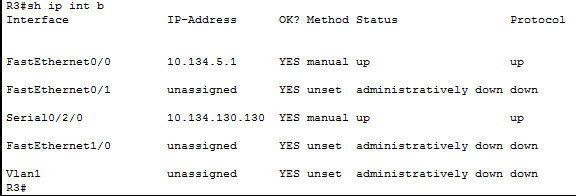 R3#sh ip int b
Interface IP-Address OK? Method Status Protocol
FastEthernet0/0 10.134.5.1 YES manual up up
FastEthernet0/1 unassigned YES unset administratively down down
Serial0/2/0 10.134.130.130 YES manual up up
FastEthernet1/0 unassigned YES unset administratively down down
Vlan1 unassigned YES unset administratively down down
R3#